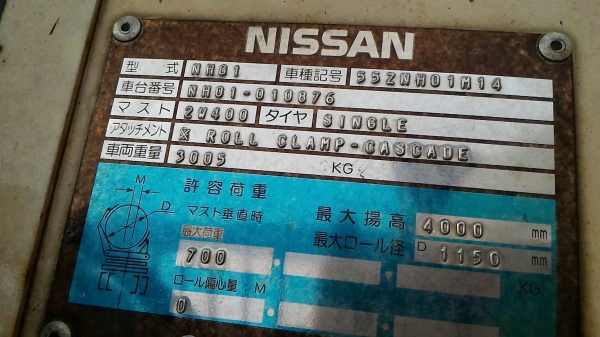 NISSAN
型式 NH01 車種記号 55ZNH01M14
車台番号 NH01-010876
マスト 2W400 タイヤ SINGLE
アタッチメント ※ ROLL CLAMP-CASCADE
車両重量 3005 KG
許容荷重
M
D
マスト垂直時 最大揚高 4000 mm
最大荷重 最大ロール径 D 1150 mm
700 KG
ロール偏心量:M
0